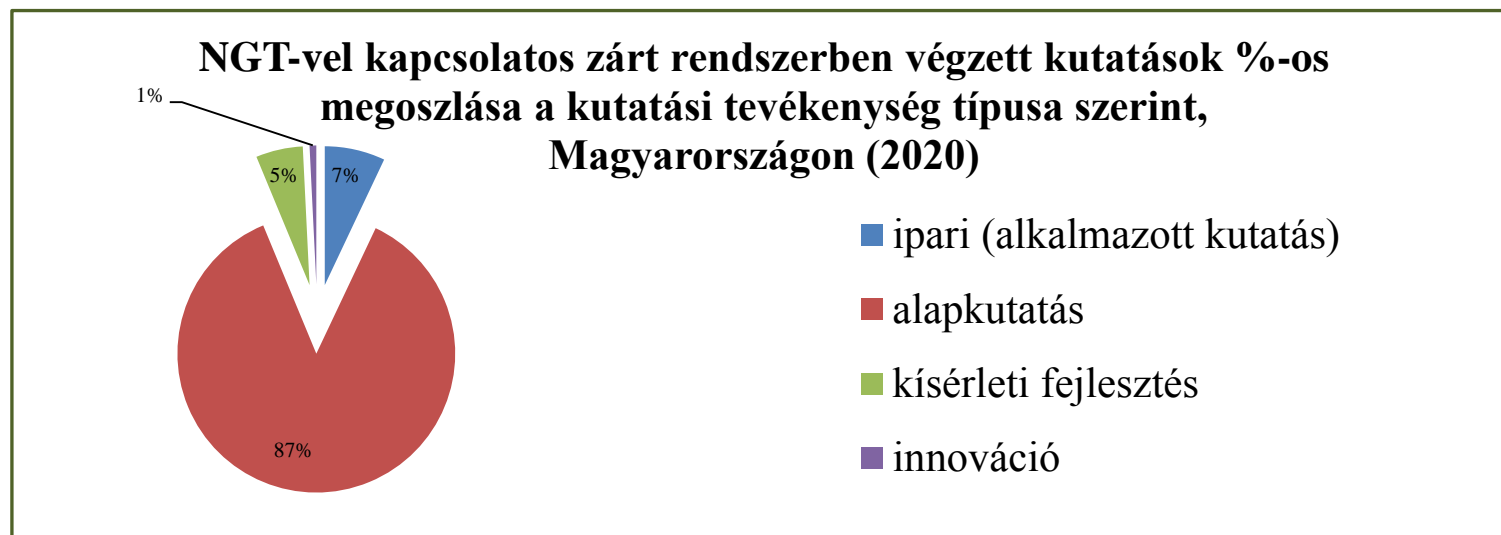 NGT-vel kapcsolatos zárt rendszerben végzett kutatások %-os
megoszlása a kutatási tevékenység típusa szerint,
Magyarországon (2020)
1%
5%
7%
87%
ipari (alkalmazott kutatás)
alapkutatás
kísérleti fejlesztés
innováció